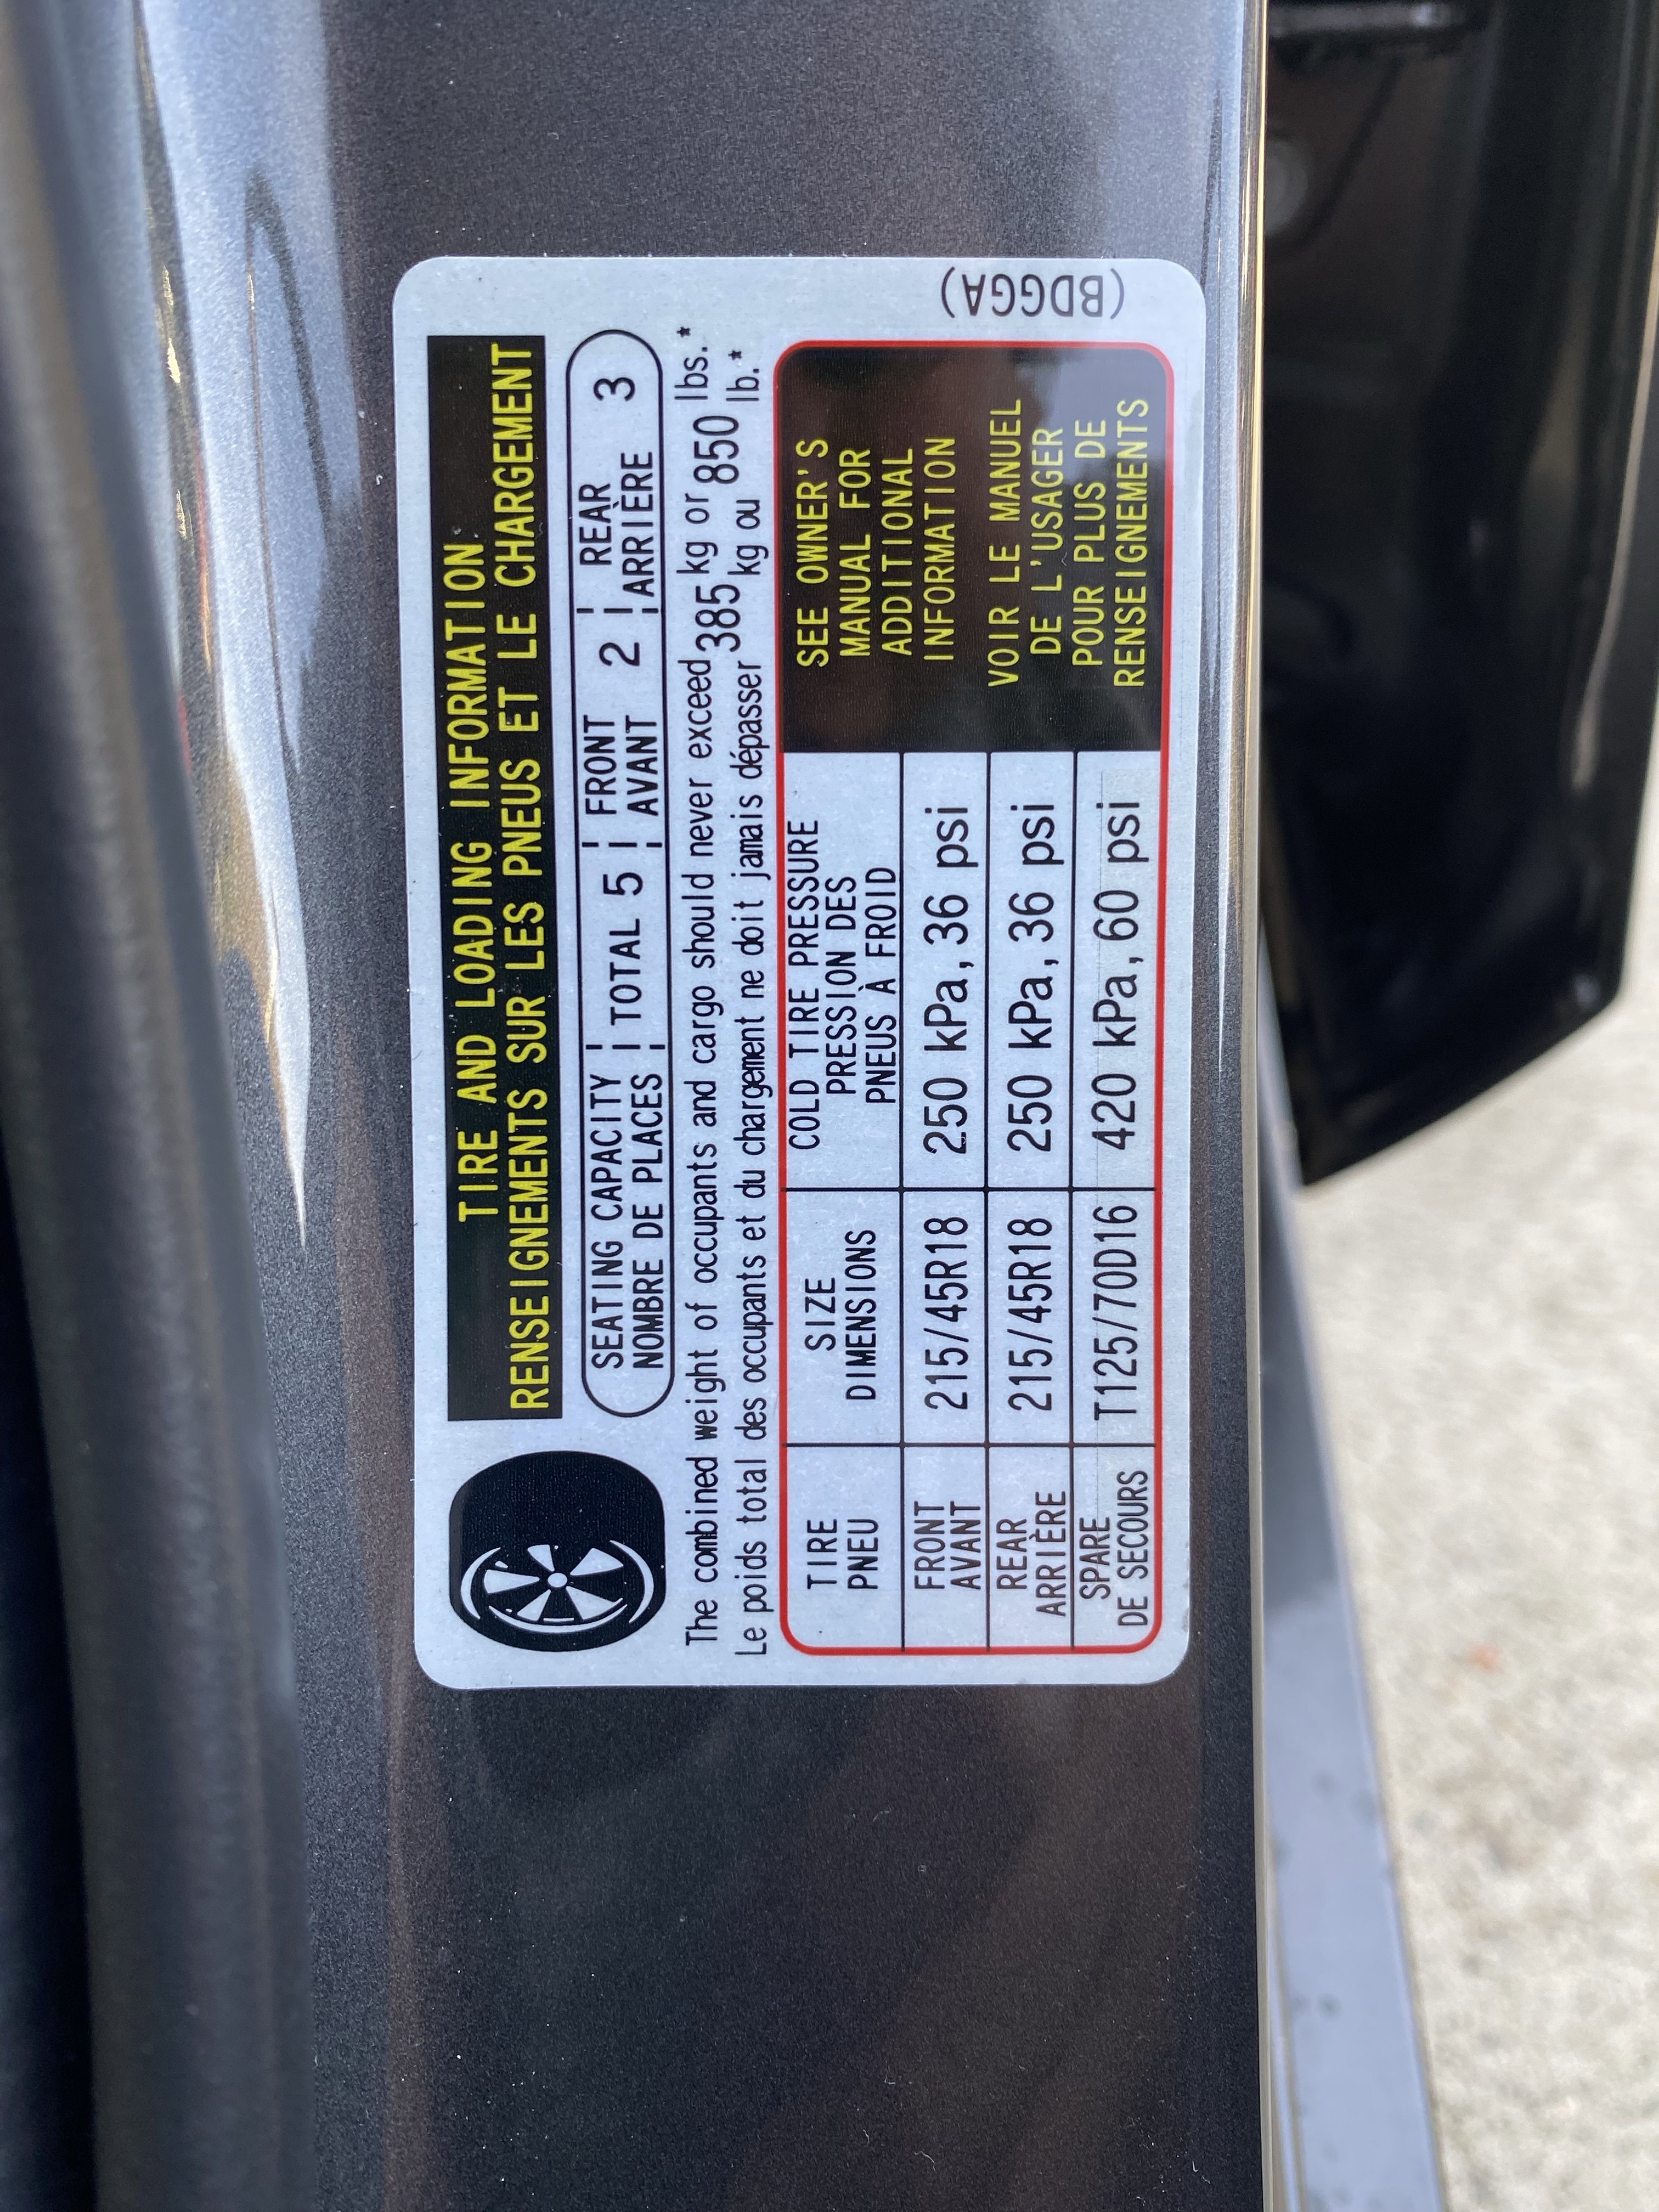 TIRE AND LOADING INFORMATION
RENSEIGNEMENTS SUR LES PNEUS ET LE CHARGEMENT
SEATING CAPACITY TOTAL 5 FRONT 2 REAR 3
NOMBRE DE PLACES AVANT ARRIÈRE
The combined weight of occupants and cargo should never exceed 385 kg or 850 lbs.*
Le poids total des occupants et du chargement ne doit jamais dépasser 385 kg ou 850 lb.*
TIRE
PNEU
SIZE
DIMENSIONS
COLD TIRE PRESSURE
PRESSION DES
PNEUS À FROID
FRONT
AVANT
215/45R18
250 kPa, 36 psi
REAR
ARRIÈRE
215/45R18
250 kPa, 36 psi
SPARE
DE SECOURS
T125/70D16
420 kPa, 60 psi
SEE OWNER'S
MANUAL FOR
ADDITIONAL
INFORMATION
VOIR LE MANUEL
DE L'USAGER
POUR PLUS DE
RENSEIGNEMENTS
(BDGGA)